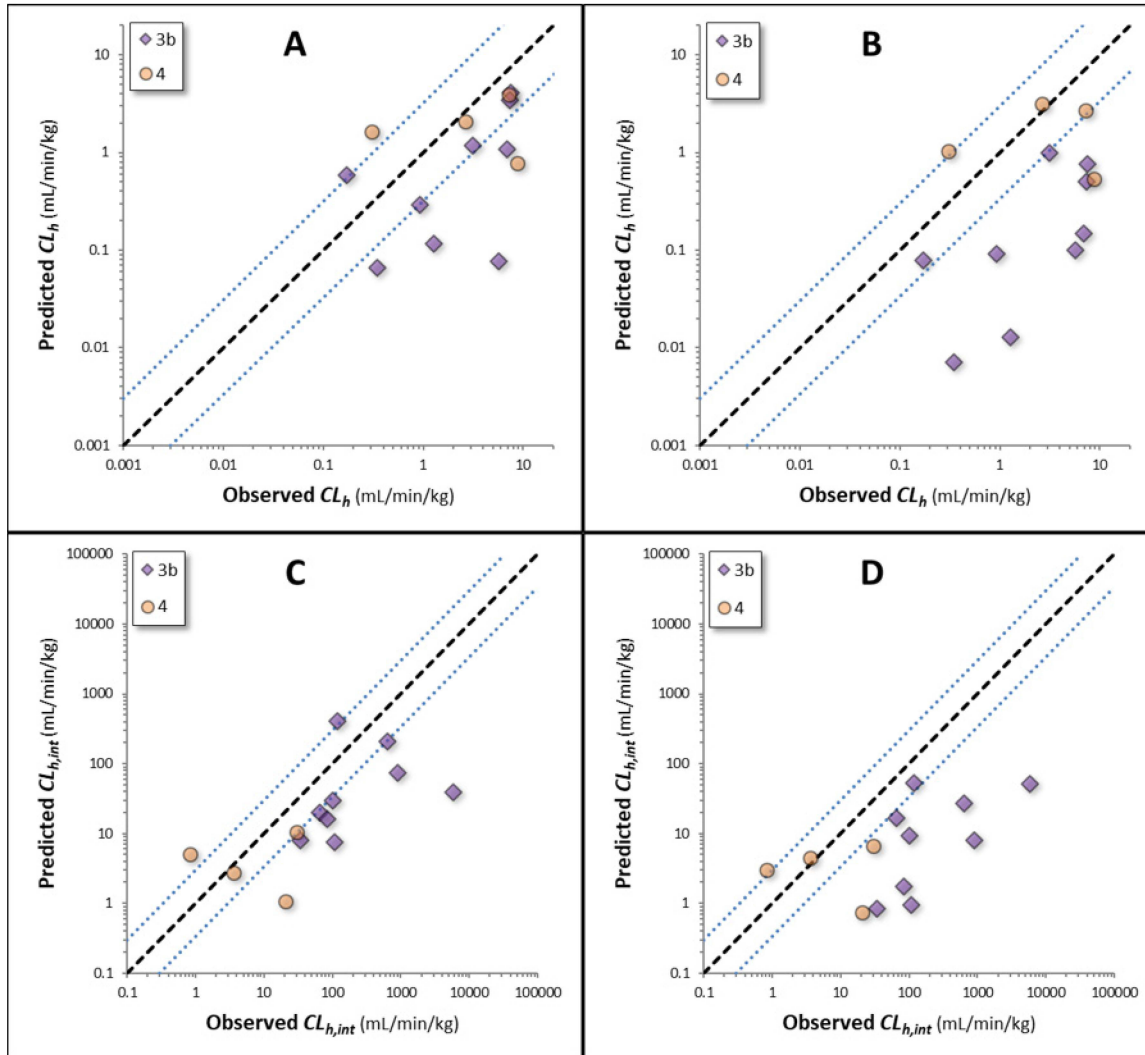 A
3b
4
10
1
0.1
0.01
0.001
Predicted CLh (mL/min/kg)
0.001 0.01 0.1 1 10
Observed CLh (mL/min/kg)
B
3b
4
10
1
0.1
0.01
0.001
Predicted CLh (mL/min/kg)
0.001 0.01 0.1 1 10
Observed CLh (mL/min/kg)
C
3b
4
100000
10000
1000
100
10
1
0.1
Predicted CLh,int (mL/min/kg)
0.1 1 10 100 1000 10000 100000
Observed CLh,int (mL/min/kg)
D
3b
4
100000
10000
1000
100
10
1
0.1
Predicted CLh,int (mL/min/kg)
0.1 1 10 100 1000 10000 100000
Observed CLh,int (mL/min/kg)